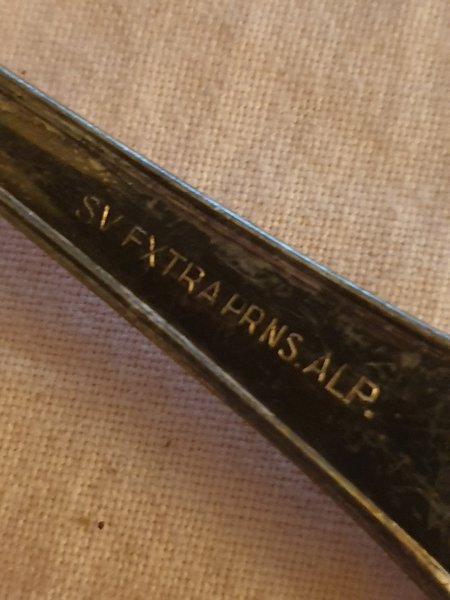 SV EXTRA PRNS. ALP.